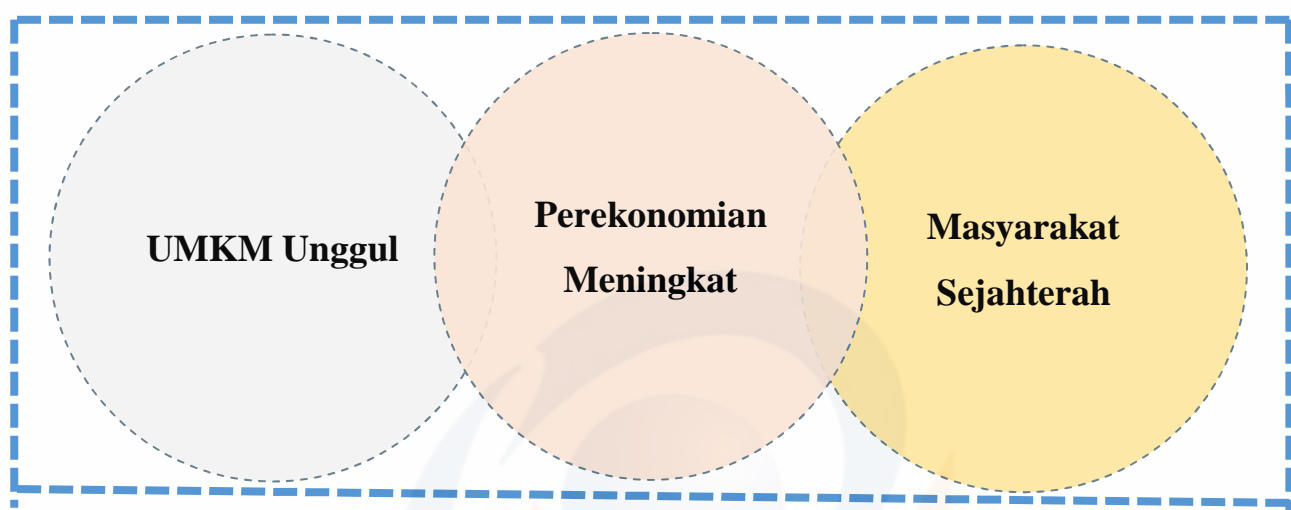 UMKM Unggul
Perekonomian
Meningkat
Masyarakat
Sejahterah